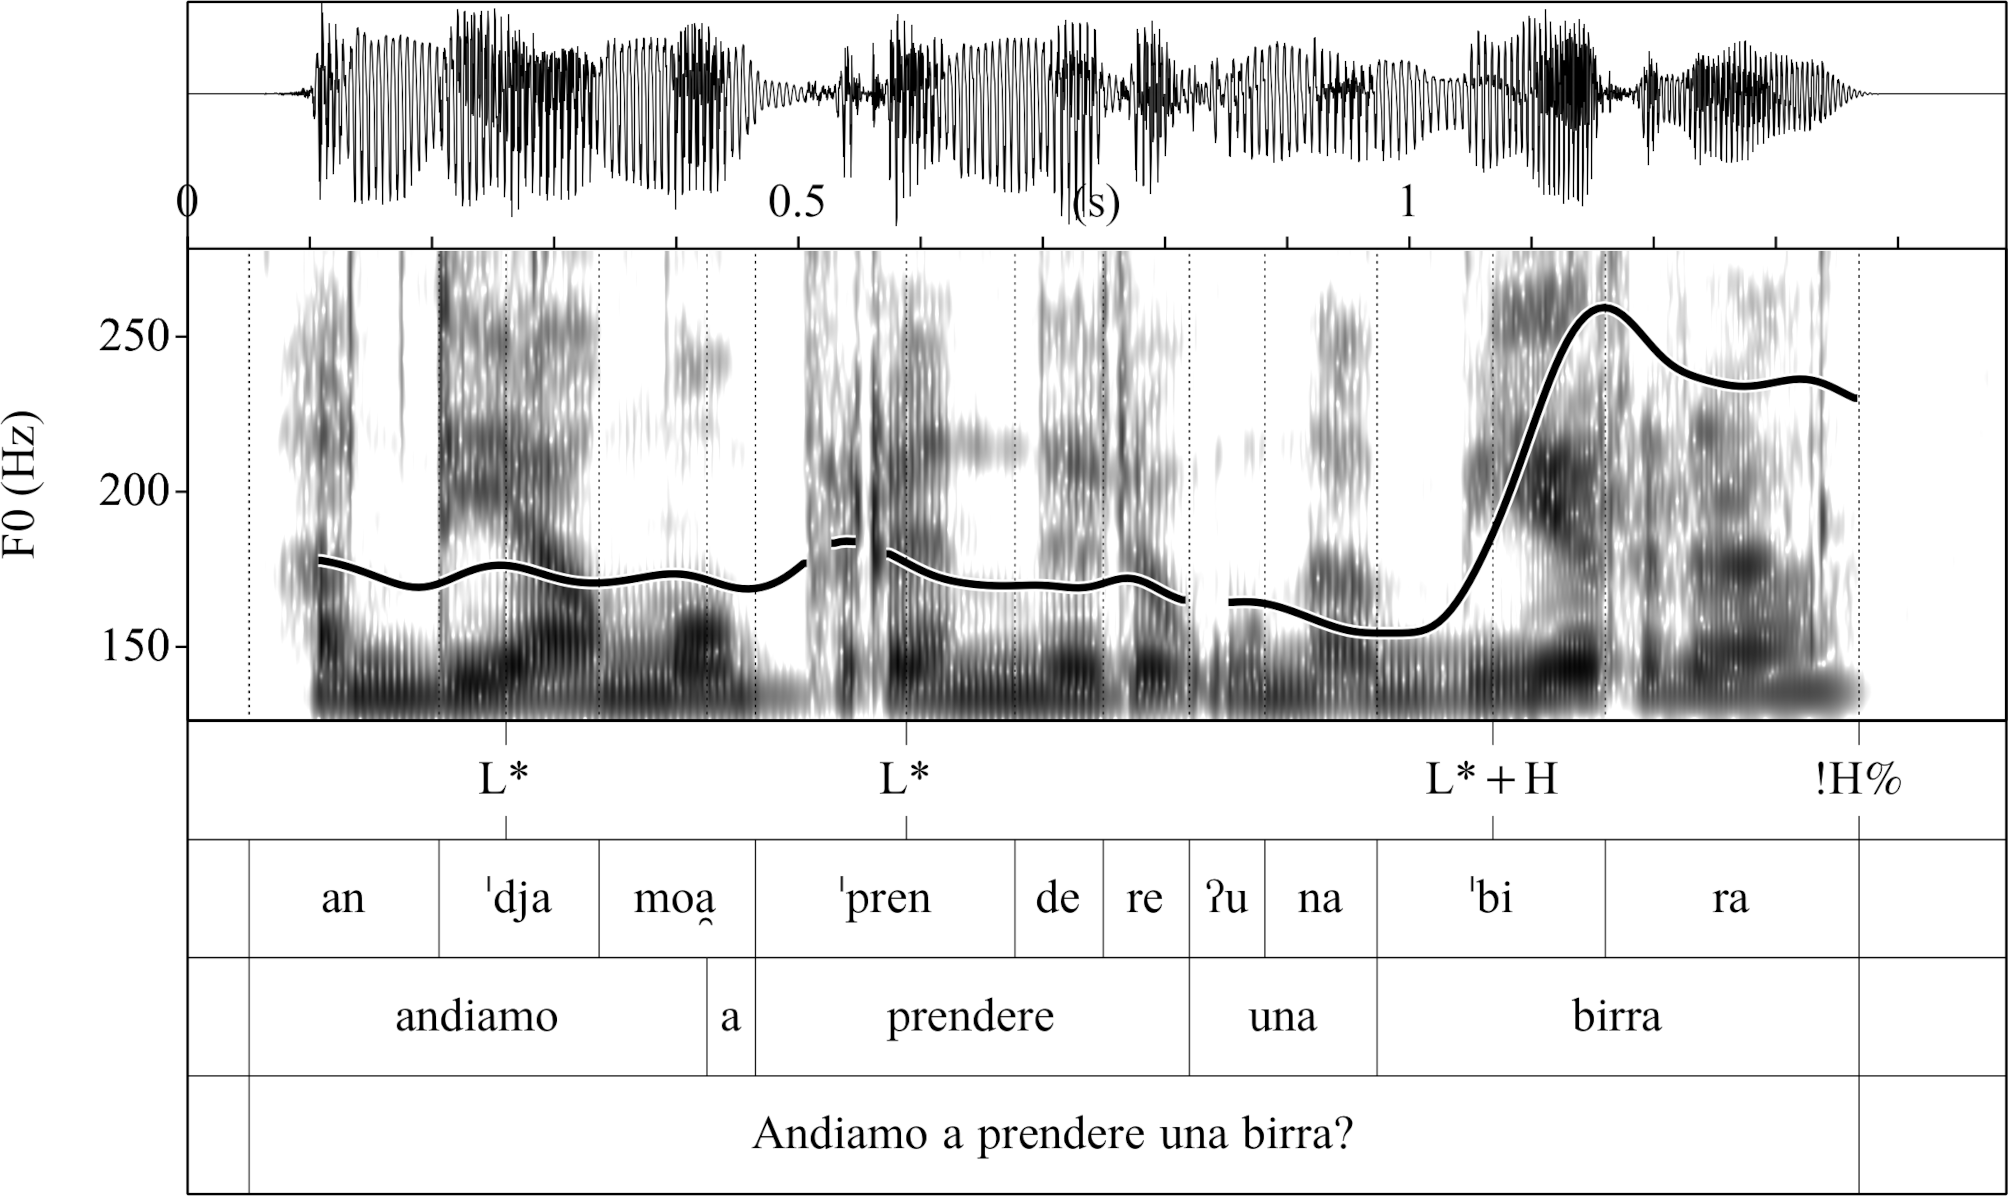 0 0.5 (s) 1
F0 (Hz)
250
200
150
L* L* L*+H !H%
an ˈdja moa̯ ˈpren de re ʔu na ˈbi ra
andiamo a prendere una birra
Andiamo a prendere una birra?